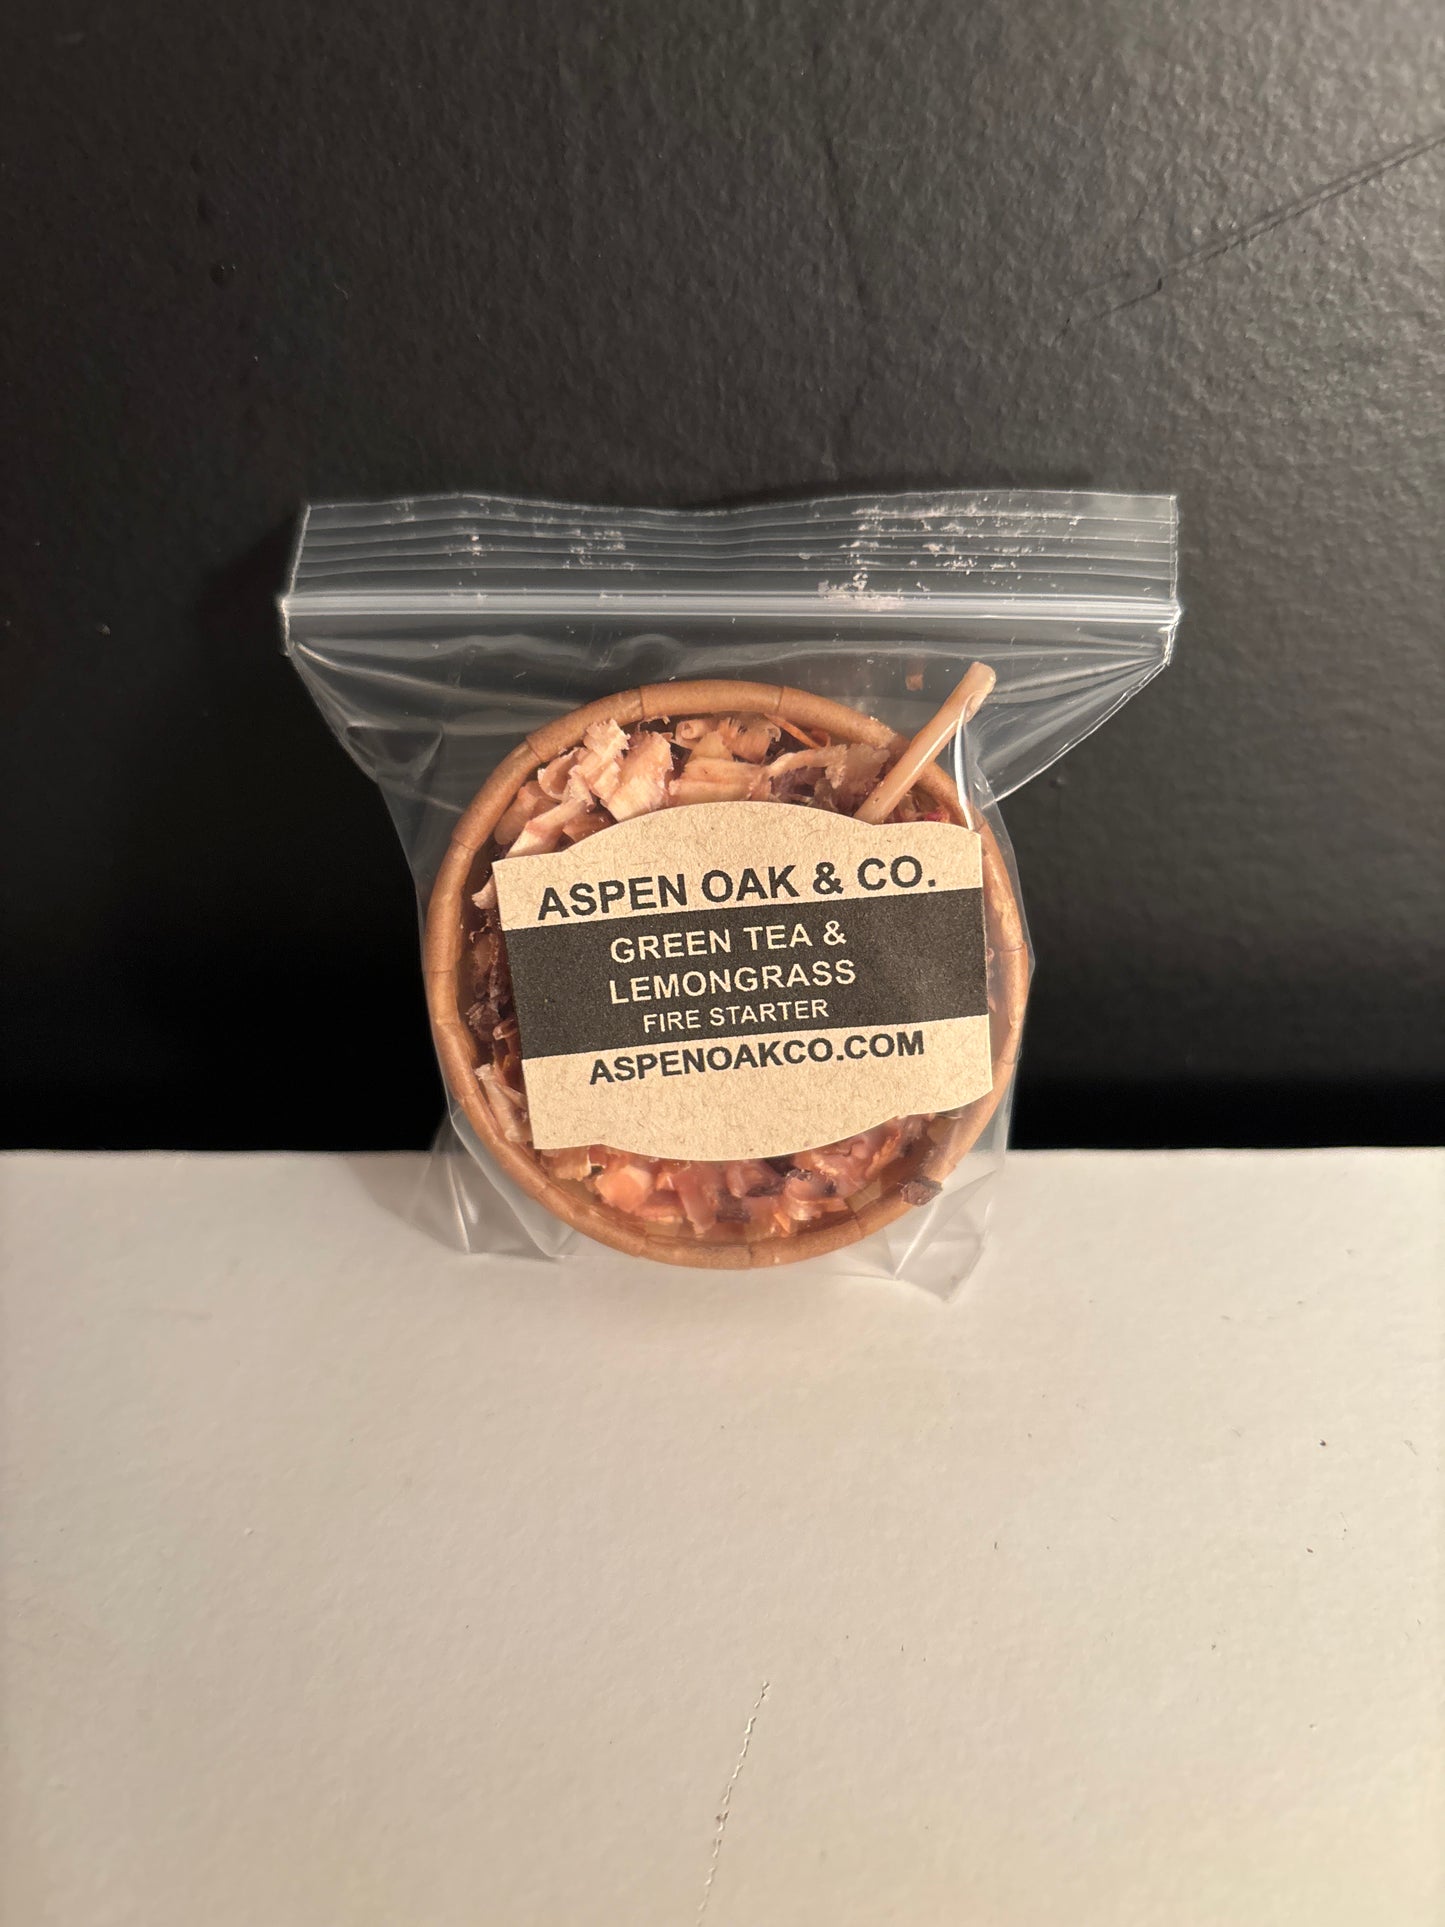 ASPEN OAK & CO.
GREEN TEA &
LEMONGRASS
FIRE STARTER
ASPENOAKCO.COM